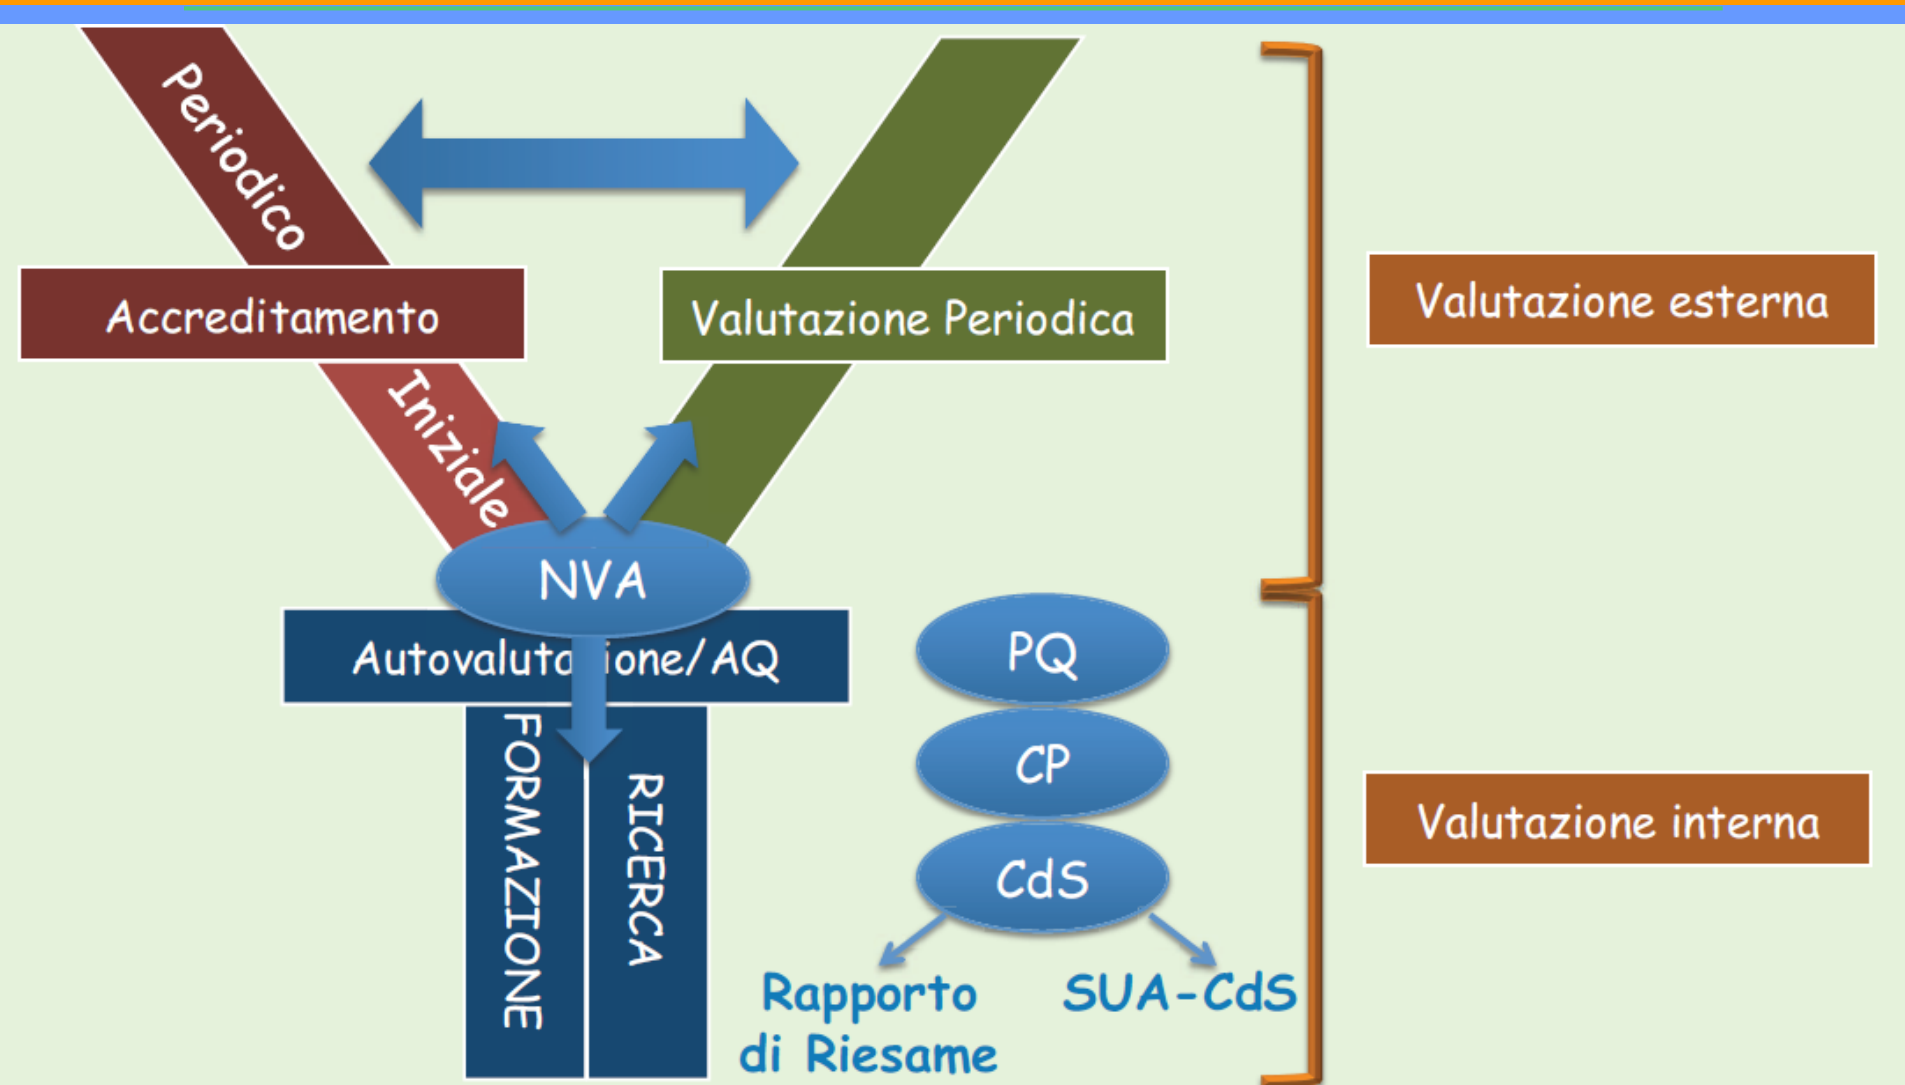 Periodico
Accreditamento
Valutazione Periodica
Valutazione esterna
Iniziale
NVA
Autovalutazione/AQ
PQ
CP
CdS
FORMAZIONE
RICERCA
Valutazione interna
Rapporto
di Riesame
SUA-CdS